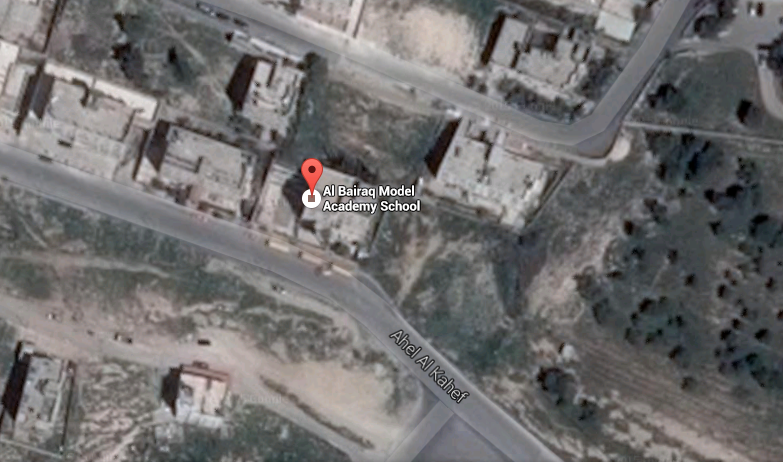 Al Bairaq Model
Academy School
Ahel Al Kahef